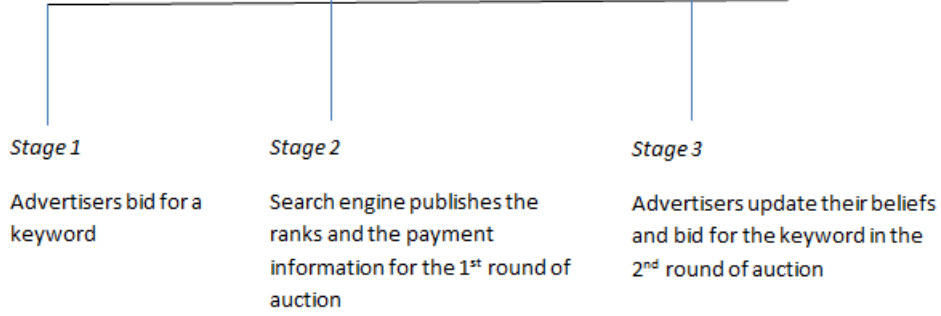 Stage 1
Advertisers bid for a
keyword
Stage 2
Search engine publishes the
ranks and the payment
information for the 1st round of
auction
Stage 3
Advertisers update their beliefs
and bid for the keyword in the
2nd round of auction